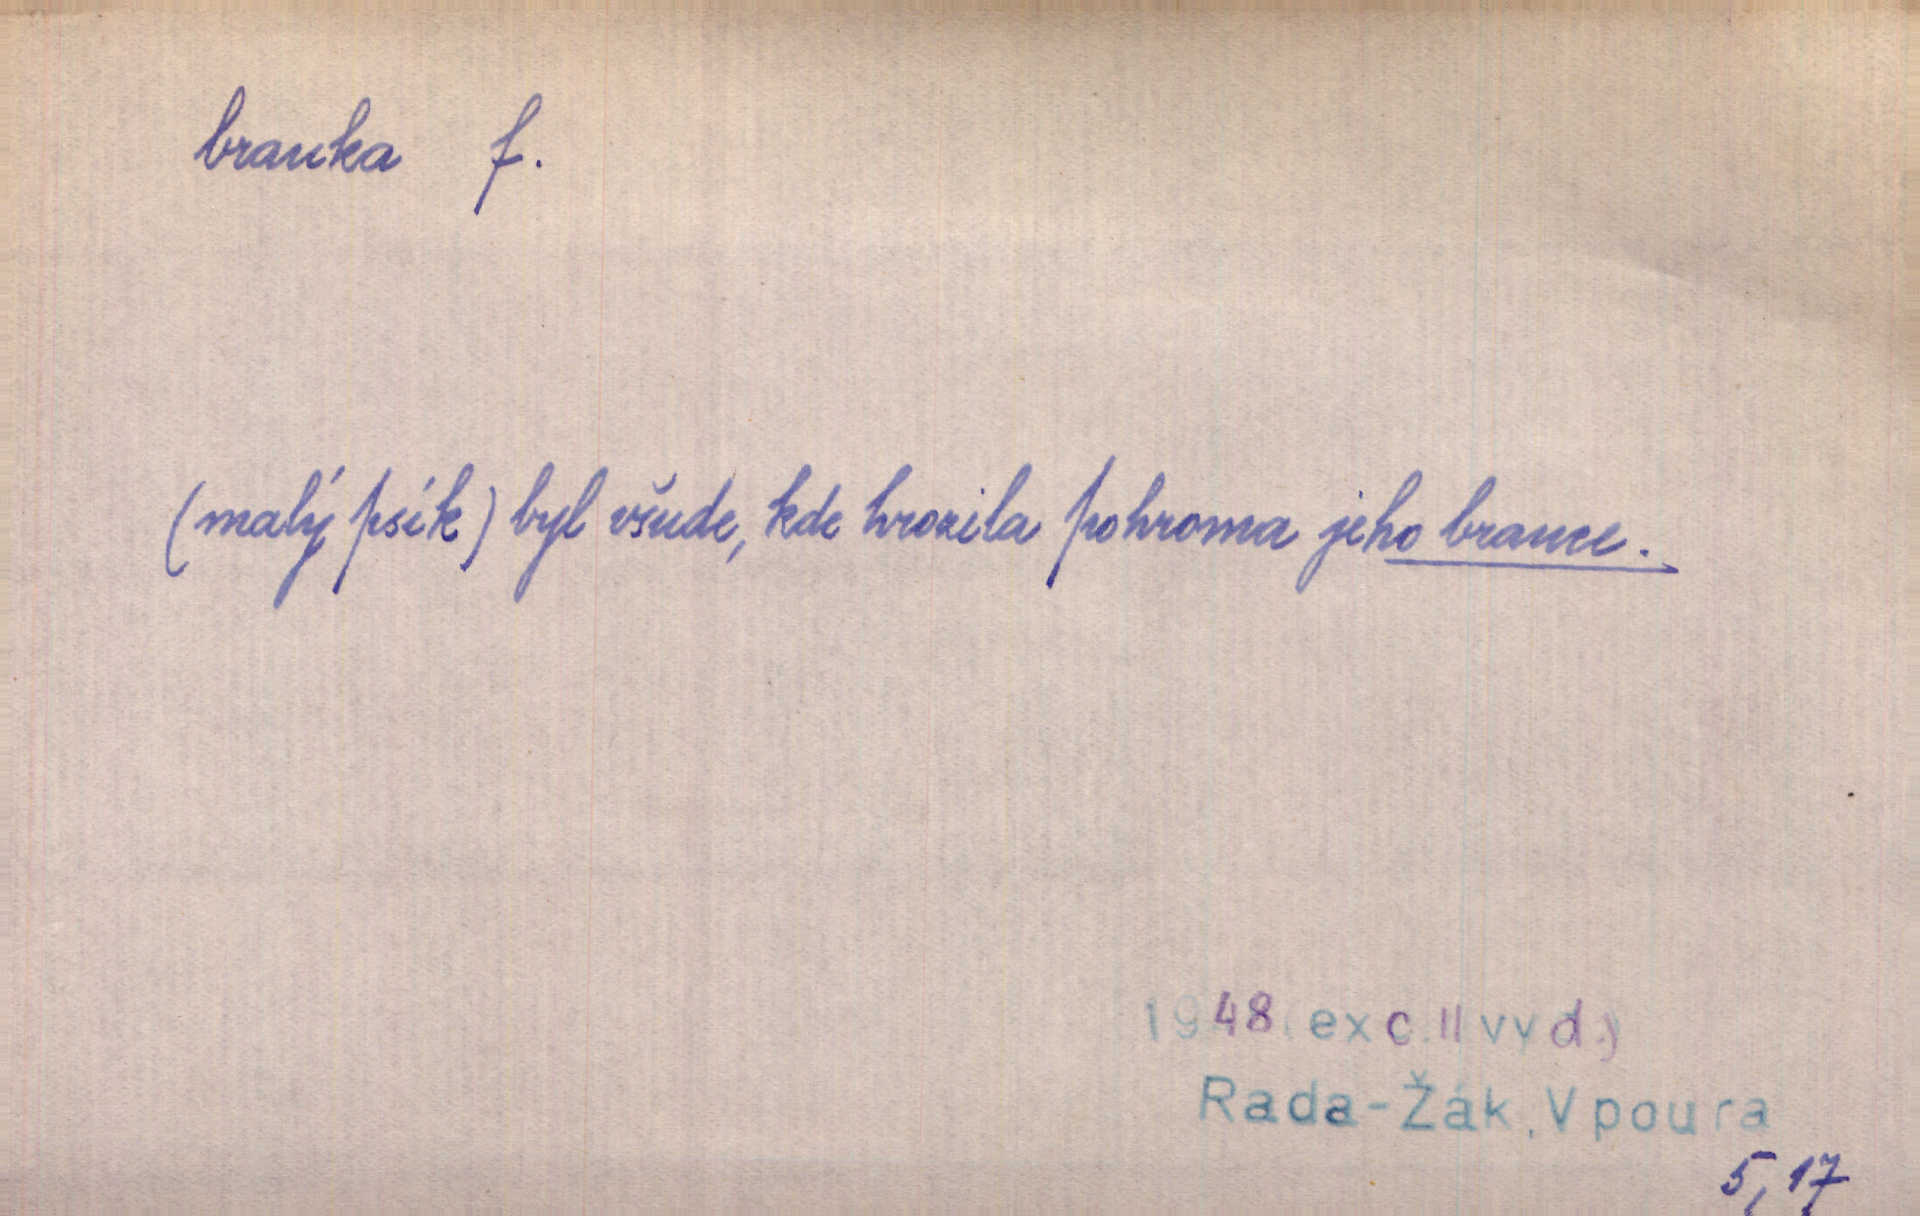 branka f.
(malý psík) byl všude, kde hrozila pohroma jeho brance.
1948 (exc. II vyd.)
Rada-Žák, Vpoura
5, 17